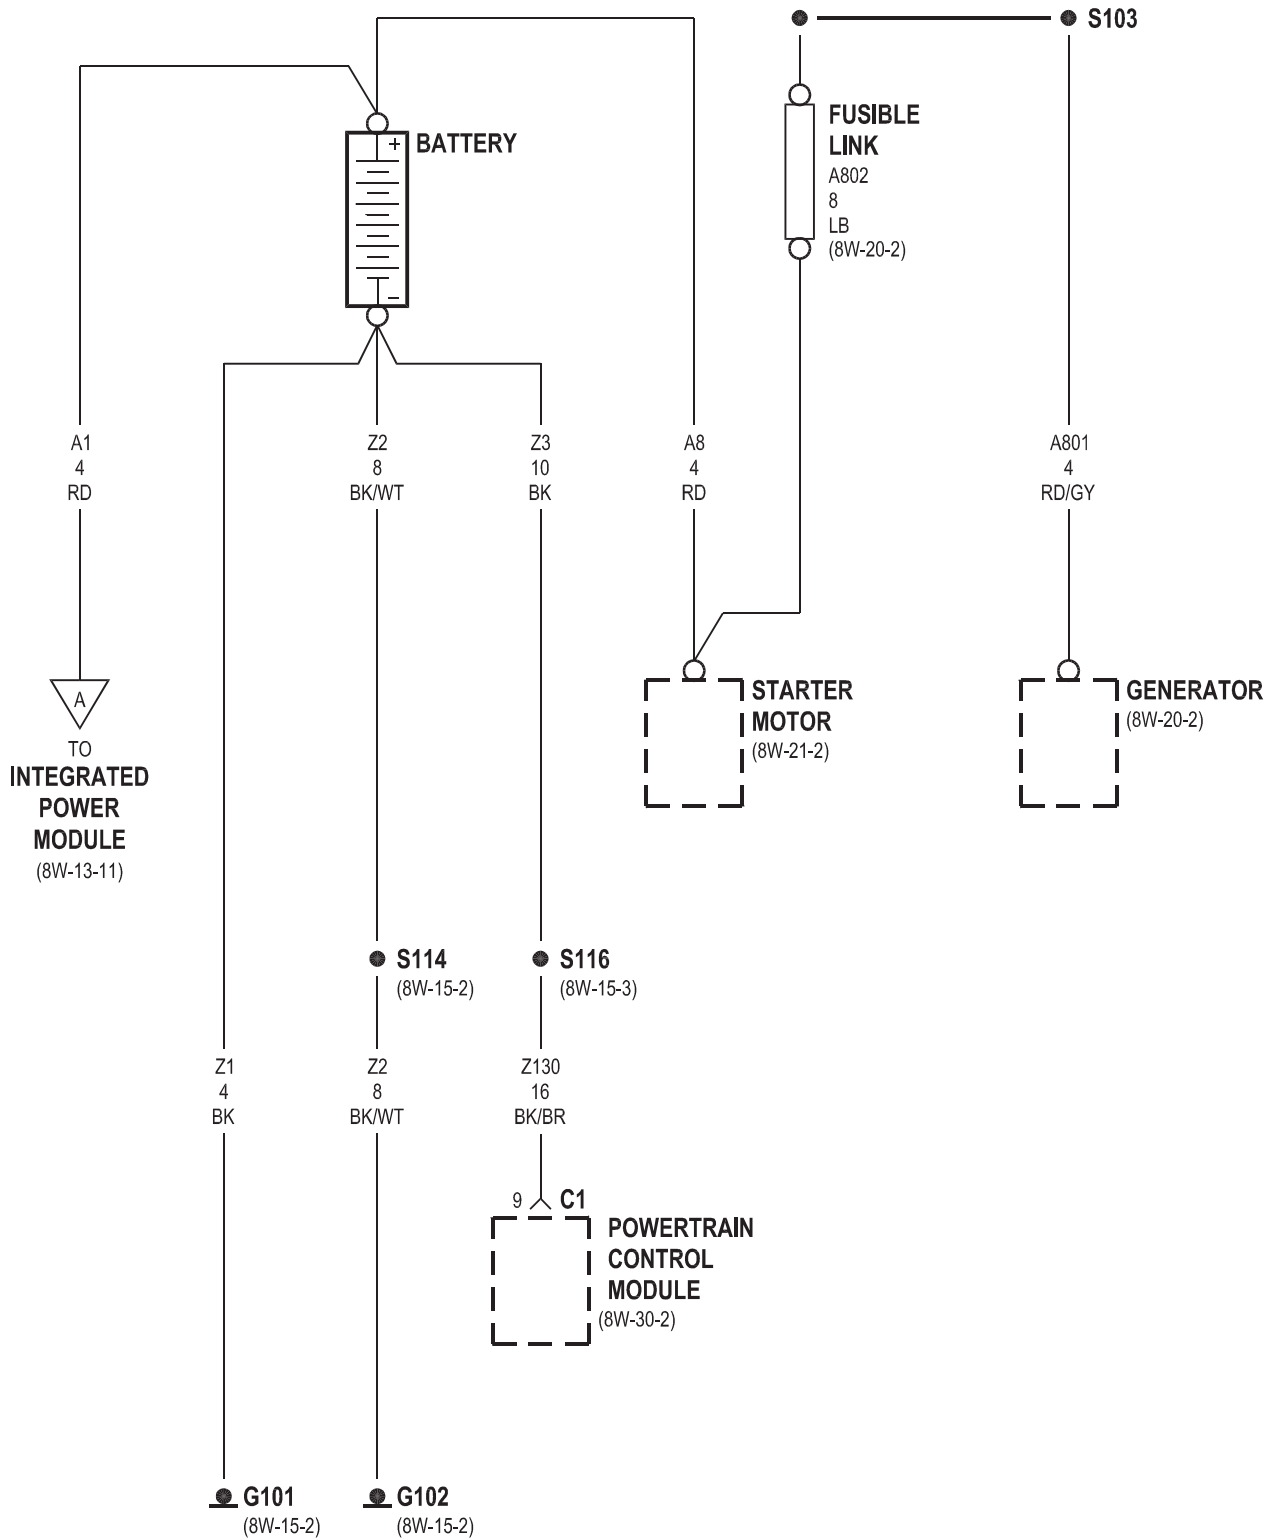 S103
FUSIBLE
LINK
A802
8
LB
(8W-20-2)
+
BATTERY
–
A1
4
RD
Z2
8
BK/WT
Z3
10
BK
A8
4
RD
A801
4
RD/GY
A
TO
INTEGRATED
POWER
MODULE
(8W-13-11)
STARTER
MOTOR
(8W-21-2)
GENERATOR
(8W-20-2)
S114
(8W-15-2)
S116
(8W-15-3)
Z1
4
BK
Z2
8
BK/WT
Z130
16
BK/BR
9
C1
POWERTRAIN
CONTROL
MODULE
(8W-30-2)
G101
(8W-15-2)
G102
(8W-15-2)